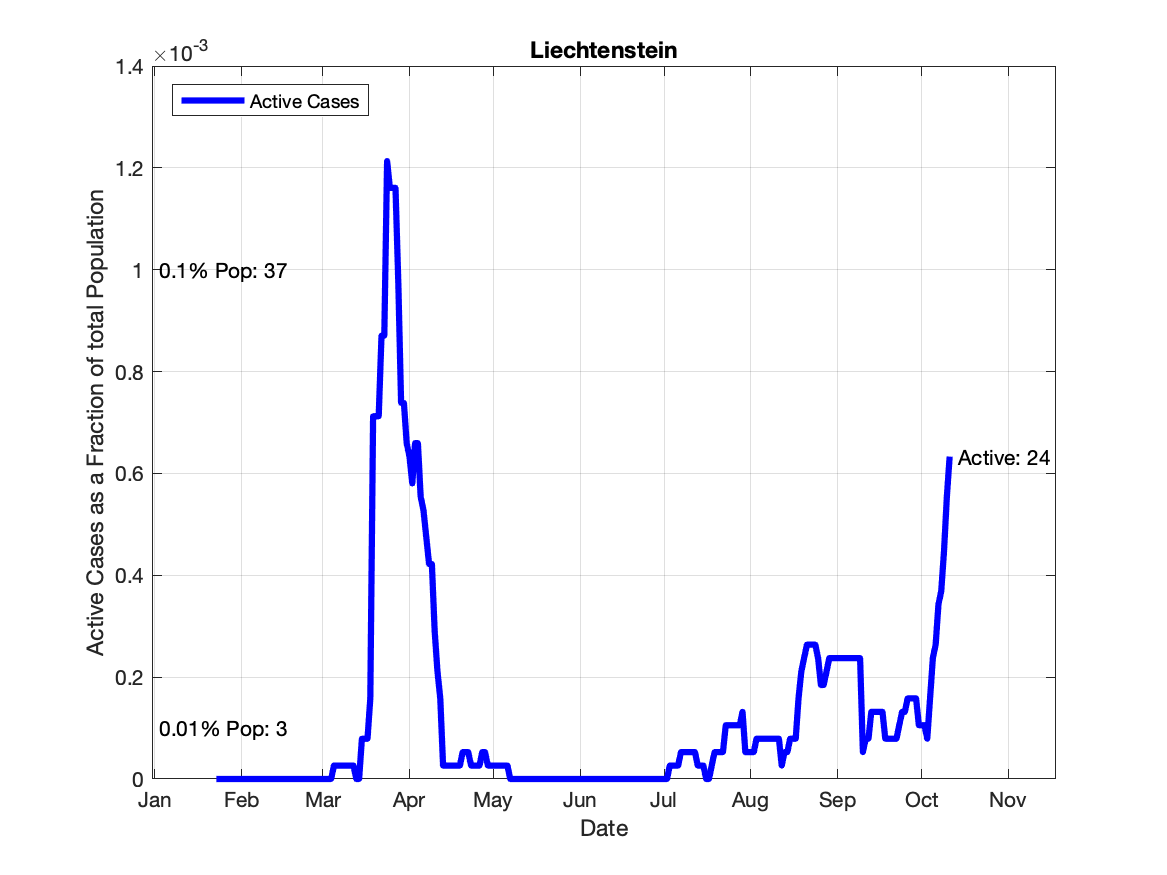 Liechtenstein
×10-3
Active Cases
1.4
1.2
1
0.8
0.6
0.4
0.2
0
0.1% Pop: 37
Active: 24
0.01% Pop: 3
Active Cases as a Fraction of total Population
Jan Feb Mar Apr May Jun Jul Aug Sep Oct Nov
Date